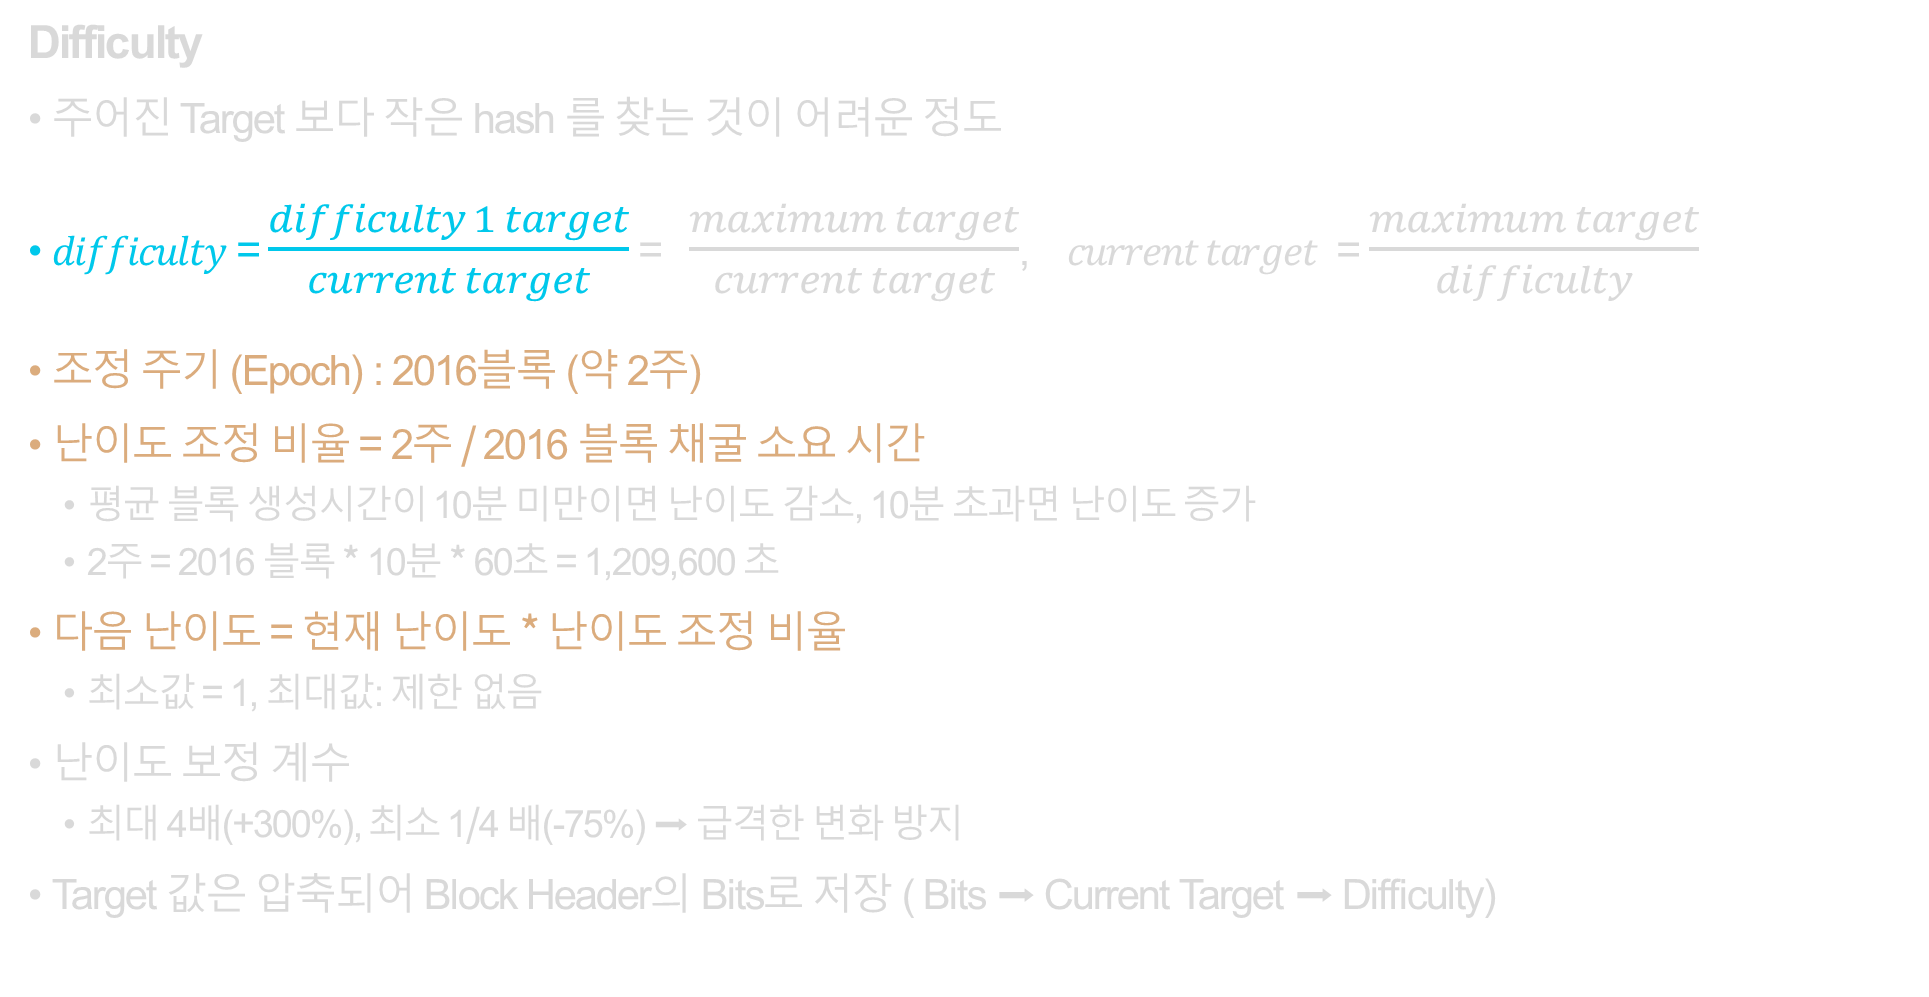 Difficulty
• 주어진 Target 보다 작은 hash 를 찾는 것이 어려운 정도
• difficulty = difficulty 1 target / current target = maximum target / current target, current target = maximum target / difficulty
• 조정 주기 (Epoch) : 2016블록 (약 2주)
• 난이도 조정 비율 = 2주 / 2016 블록 채굴 소요 시간
• 평균 블록 생성시간이 10분 미만이면 난이도 감소, 10분 초과면 난이도 증가
• 2주 = 2016 블록 * 10분 * 60초 = 1,209,600 초
• 다음 난이도 = 현재 난이도 * 난이도 조정 비율
• 최소값 = 1, 최대값: 제한 없음
• 난이도 보정 계수
• 최대 4배(+300%), 최소 1/4 배(-75%) ➞ 급격한 변화 방지
• Target 값은 압축되어 Block Header의 Bits로 저장 ( Bits ➞ Current Target ➞ Difficulty)